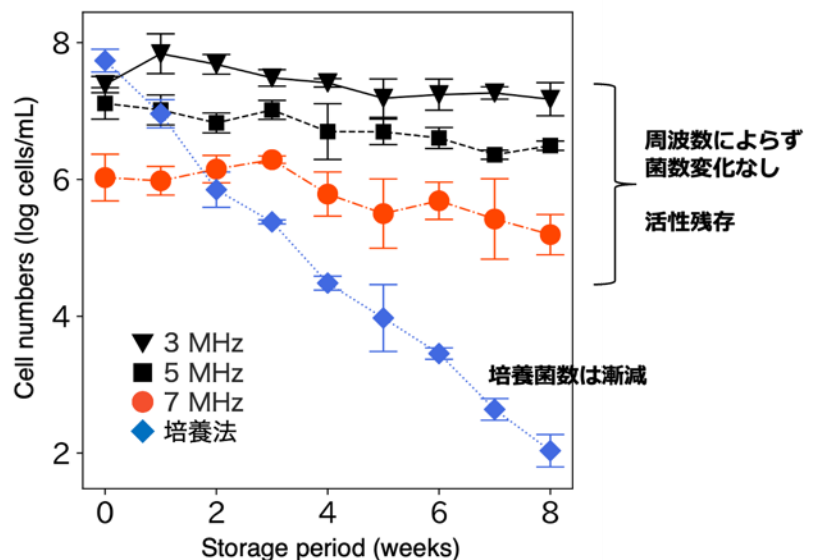 8
6
4
2
Cell numbers (log cells/mL)
3 MHz
5 MHz
7 MHz
培養法
0
2
4
6
8
Storage period (weeks)
周波数によらず
菌数変化なし
活性残存
培養菌数は漸減